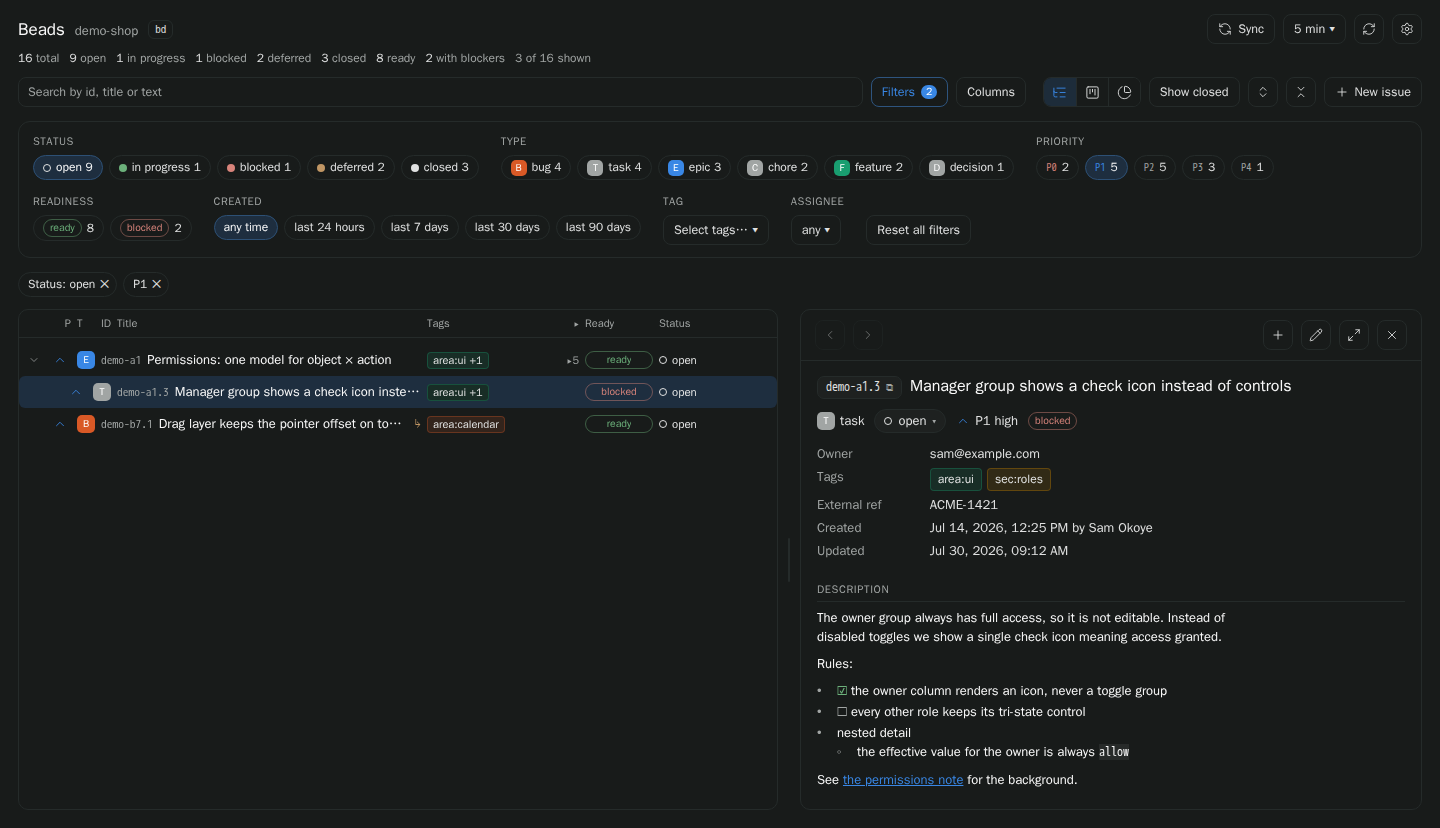 Beads demo-shop bd Sync 5 min
16 total 9 open 1 in progress 1 blocked 2 deferred 3 closed 8 ready 2 with blockers 3 of 16 shown
Search by id, title or text Filters 2 Columns Show closed New issue
STATUS TYPE PRIORITY
open 9 in progress 1 blocked 1 deferred 2 closed 3 B bug 4 T task 4 E epic 3 C chore 2 F feature 2 D decision 1 P0 2 P1 5 P2 5 P3 3 P4 1
READINESS CREATED TAG ASSIGNEE
ready 8 blocked 2 any time last 24 hours last 7 days last 30 days last 90 days Select tags⋯ any Reset all filters
Status: open P1
P T ID Title Tags Ready Status
E demo-a1 Permissions: one model for object × action area:ui +1 ▸5 ready open
T demo-a1.3 Manager group shows a check icon inste⋯ area:ui +1 blocked open
B demo-b7.1 Drag layer keeps the pointer offset on to⋯ area:calendar ready open
demo-a1.3 Manager group shows a check icon instead of controls
T task open P1 high blocked
Owner sam@example.com
Tags area:ui sec:roles
External ref ACME-1421
Created Jul 14, 2026, 12:25 PM by Sam Okoye
Updated Jul 30, 2026, 09:12 AM
DESCRIPTION
The owner group always has full access, so it is not editable. Instead of
disabled toggles we show a single check icon meaning access granted.
Rules:
• ☑ the owner column renders an icon, never a toggle group
• ☐ every other role keeps its tri-state control
• nested detail
◦ the effective value for the owner is always allow
See the permissions note for the background.